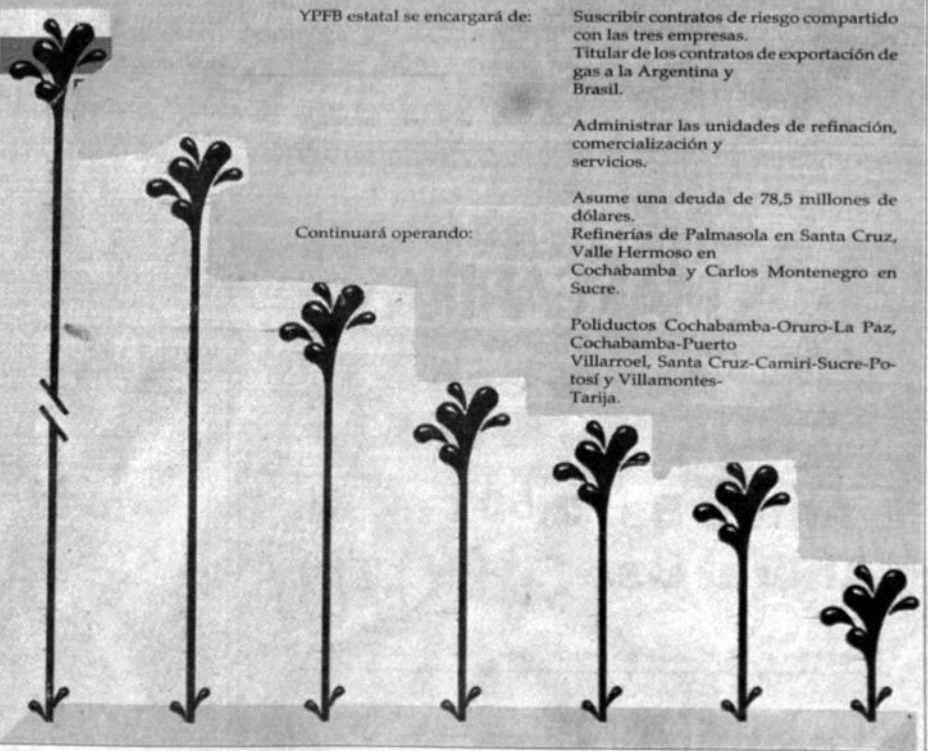 YPFB estatal se encargará de:
Suscribir contratos de riesgo compartido
con las tres empresas.
Titular de los contratos de exportación de
gas a la Argentina y
Brasil.
Administrar las unidades de refinación,
comercialización y
servicios.
Asume una deuda de 78,5 millones de
dólares.
Continuará operando:
Refinerías de Palmasola en Santa Cruz,
Valle Hermoso en
Cochabamba y Carlos Montenegro en
Sucre.
Poliductos Cochabamba-Oruro-La Paz,
Cochabamba-Puerto
Villarroel, Santa Cruz-Camiri-Sucre-Po-
tosí y Villamontes-
Tarija.